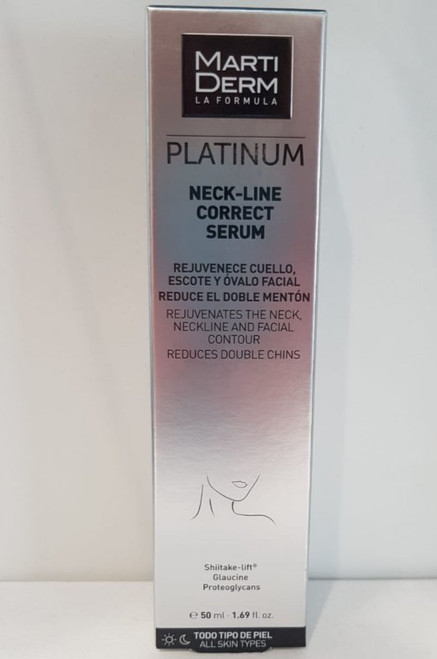 MARTI
DERM
LA FORMULA
PLATINUM
NECK-LINE
CORRECT
SERUM
REJUVENECE CUELLO,
ESCOTE Y ÓVALO FACIAL
REDUCE EL DOBLE MENTÓN
REJUVENATES THE NECK,
NECKLINE AND FACIAL
CONTOUR
REDUCES DOUBLE CHINS
Shiitake-lift®
Glaucine
Proteoglycans
℮ 50 ml · 1.69 fl. oz.
TODO TIPO DE PIEL
ALL SKIN TYPES